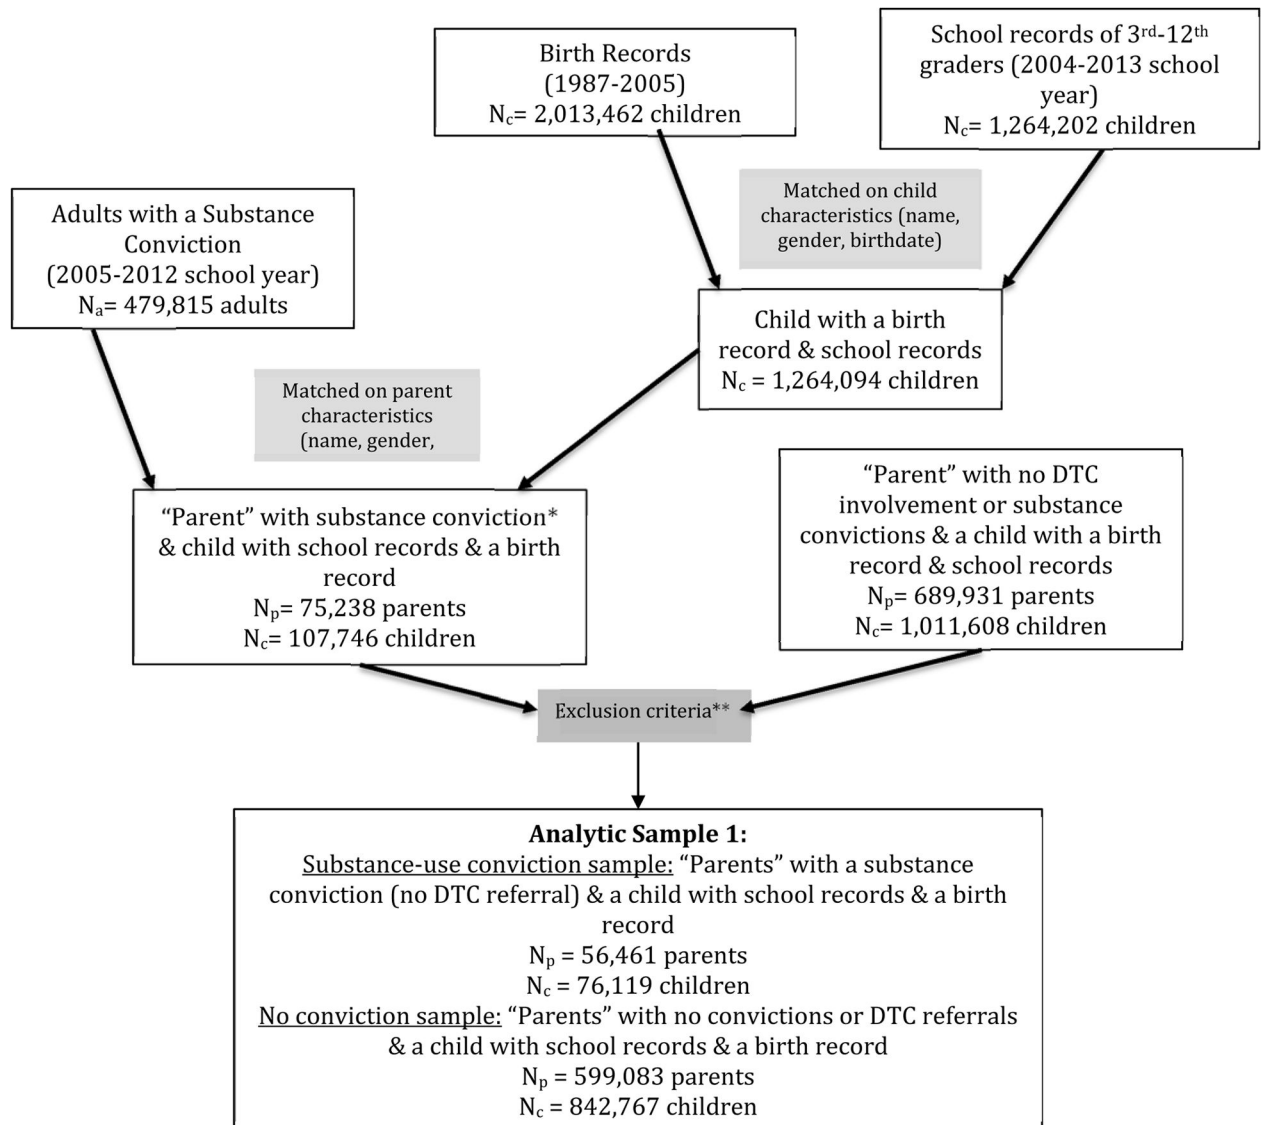 Birth Records
(1987-2005)
Nc= 2,013,462 children
School records of 3rd-12th
graders (2004-2013 school
year)
Nc= 1,264,202 children
Matched on child
characteristics (name,
gender, birthdate)
Adults with a Substance
Conviction
(2005-2012 school year)
Na= 479,815 adults
Child with a birth
record & school records
Nc = 1,264,094 children
Matched on parent
characteristics
(name, gender,
“Parent” with no DTC
involvement or substance
convictions & a child with a birth
record & school records
Np= 689,931 parents
Nc= 1,011,608 children
“Parent” with substance conviction*
& child with school records & a birth
record
Np= 75,238 parents
Nc= 107,746 children
Exclusion criteria**
Analytic Sample 1:
Substance-use conviction sample: “Parents” with a substance
conviction (no DTC referral) & a child with school records & a birth
record
Np = 56,461 parents
Nc = 76,119 children
No conviction sample: “Parents” with no convictions or DTC referrals
& a child with school records & a birth record
Np = 599,083 parents
Nc = 842,767 children